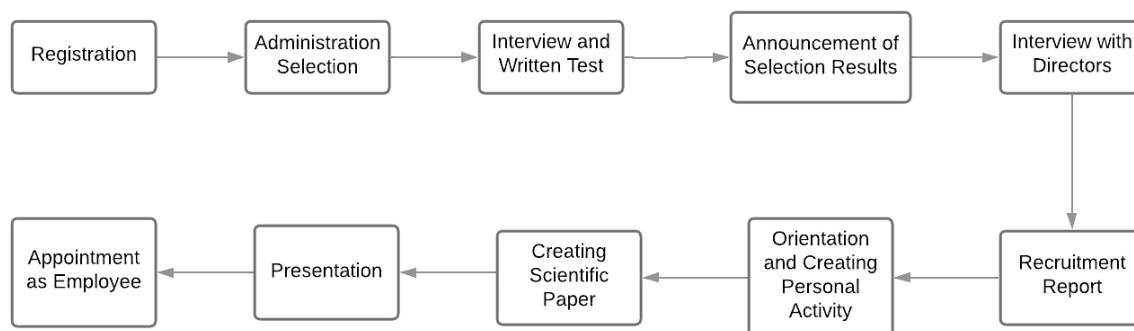 Registration
Administration
Selection
Interview and
Written Test
Announcement of
Selection Results
Interview with
Directors
Recruitment
Report
Orientation
and Creating
Personal
Activity
Creating
Scientific
Paper
Presentation
Appointment
as Employee